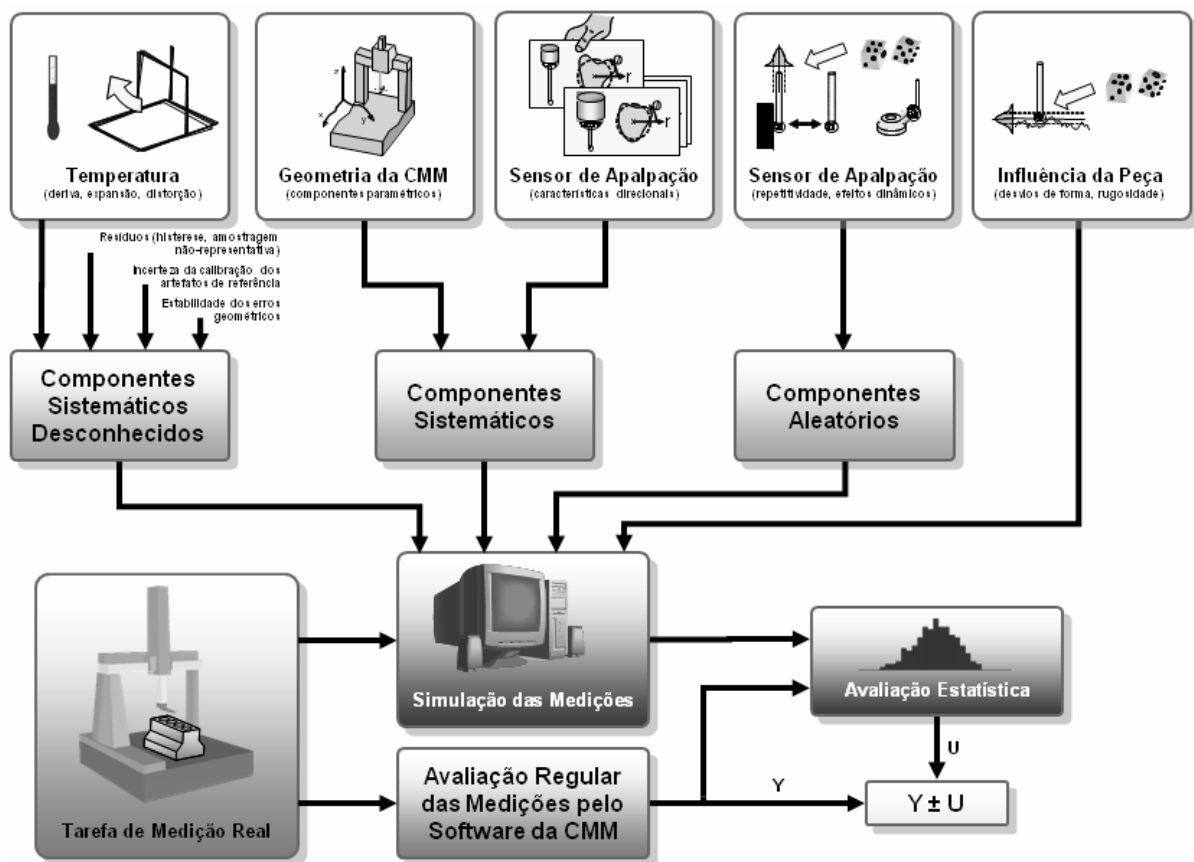 Temperatura
(deriva, expansão, distorção)
Geometria da CMM
(componentes paramétricos)
z
x
y
Sensor de Apalpação
(características direcionais)
r
r
Sensor de Apalpação
(repetitividade, efeitos dinâmicos)
Influência da Peça
(desvios de forma, rugosidade)
Resíduos (histerese, amostragem
não-representativa)
Incerteza da calibração dos
artefatos de referência
Estabilidade dos erros
geométricos
Componentes
Sistemáticos
Desconhecidos
Componentes
Sistemáticos
Componentes
Aleatórios
Simulação das Medições
Avaliação Estatística
Tarefa de Medição Real
Avaliação Regular
das Medições pelo
Software da CMM
Y
U
Y ± U